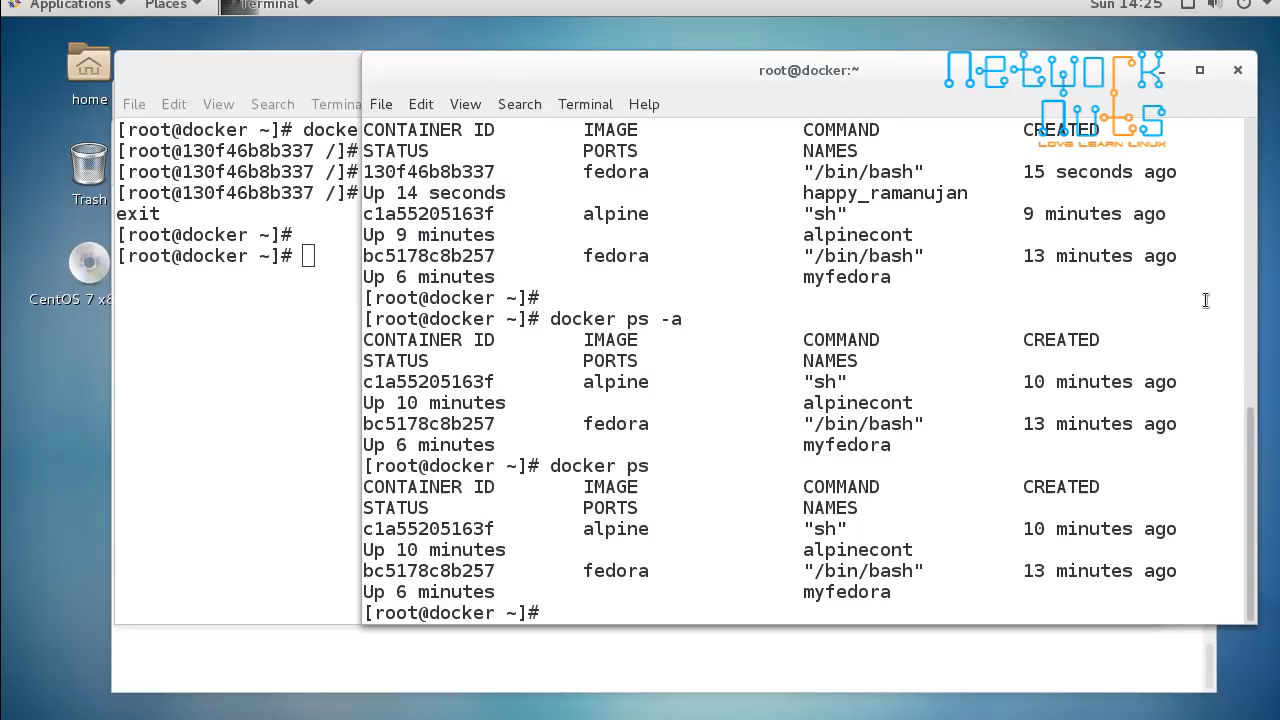 Applications Places Terminal Sun 14:25
home
Trash
CentOS 7 x8
File Edit View Search Termina
[root@docker ~]# docke
[root@130f46b8b337 /]#
[root@130f46b8b337 /]#
[root@130f46b8b337 /]#
exit
[root@docker ~]#
[root@docker ~]#
root@docker:~
NETWORK
NUTS
LOVE LEARN LINUX
File Edit View Search Terminal Help
CONTAINER ID IMAGE COMMAND CREATED
STATUS PORTS NAMES
130f46b8b337 fedora "/bin/bash" 15 seconds ago
Up 14 seconds happy_ramanujan
c1a55205163f alpine "sh" 9 minutes ago
Up 9 minutes alpinecont
bc5178c8b257 fedora "/bin/bash" 13 minutes ago
Up 6 minutes myfedora
[root@docker ~]#
[root@docker ~]# docker ps -a
CONTAINER ID IMAGE COMMAND CREATED
STATUS PORTS NAMES
c1a55205163f alpine "sh" 10 minutes ago
Up 10 minutes alpinecont
bc5178c8b257 fedora "/bin/bash" 13 minutes ago
Up 6 minutes myfedora
[root@docker ~]# docker ps
CONTAINER ID IMAGE COMMAND CREATED
STATUS PORTS NAMES
c1a55205163f alpine "sh" 10 minutes ago
Up 10 minutes alpinecont
bc5178c8b257 fedora "/bin/bash" 13 minutes ago
Up 6 minutes myfedora
[root@docker ~]#